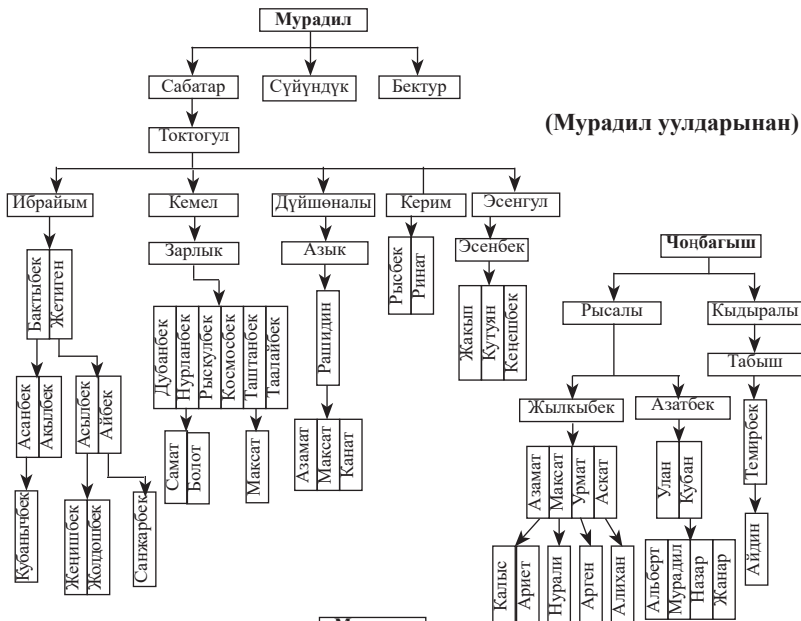 Мурадил
Сабатар
Сүйүндүк
Бектур
Токтогул
(Мурадил уулдарынан)
Ибрайым
Кемел
Дүйшөналы
Керим
Эсенгул
Зарлык
Азык
Эсенбек
Чоңбагыш
Бактыбек
Жетиген
Рысбек
Ринат
Рысалы
Кыдыралы
Дубанбек
Нурланбек
Рыскулбек
Космосбек
Таштанбек
Таалайбек
Рашидин
Жакып
Кутуян
Кеңешбек
Табыш
Асанбек
Акылбек
Асылбек
Айбек
Жылкыбек
Азатбек
Темирбек
Самат
Болот
Максат
Азамат
Максат
Канат
Азамат
Максат
Урмат
Аскат
Улан
Кубан
Кубанычбек
Жеңишбек
Жолдошбек
Санжарбек
Айдин
Калыс
Ариет
Нурали
Арген
Алихан
Альберт
Мурадил
Назар
Жанар